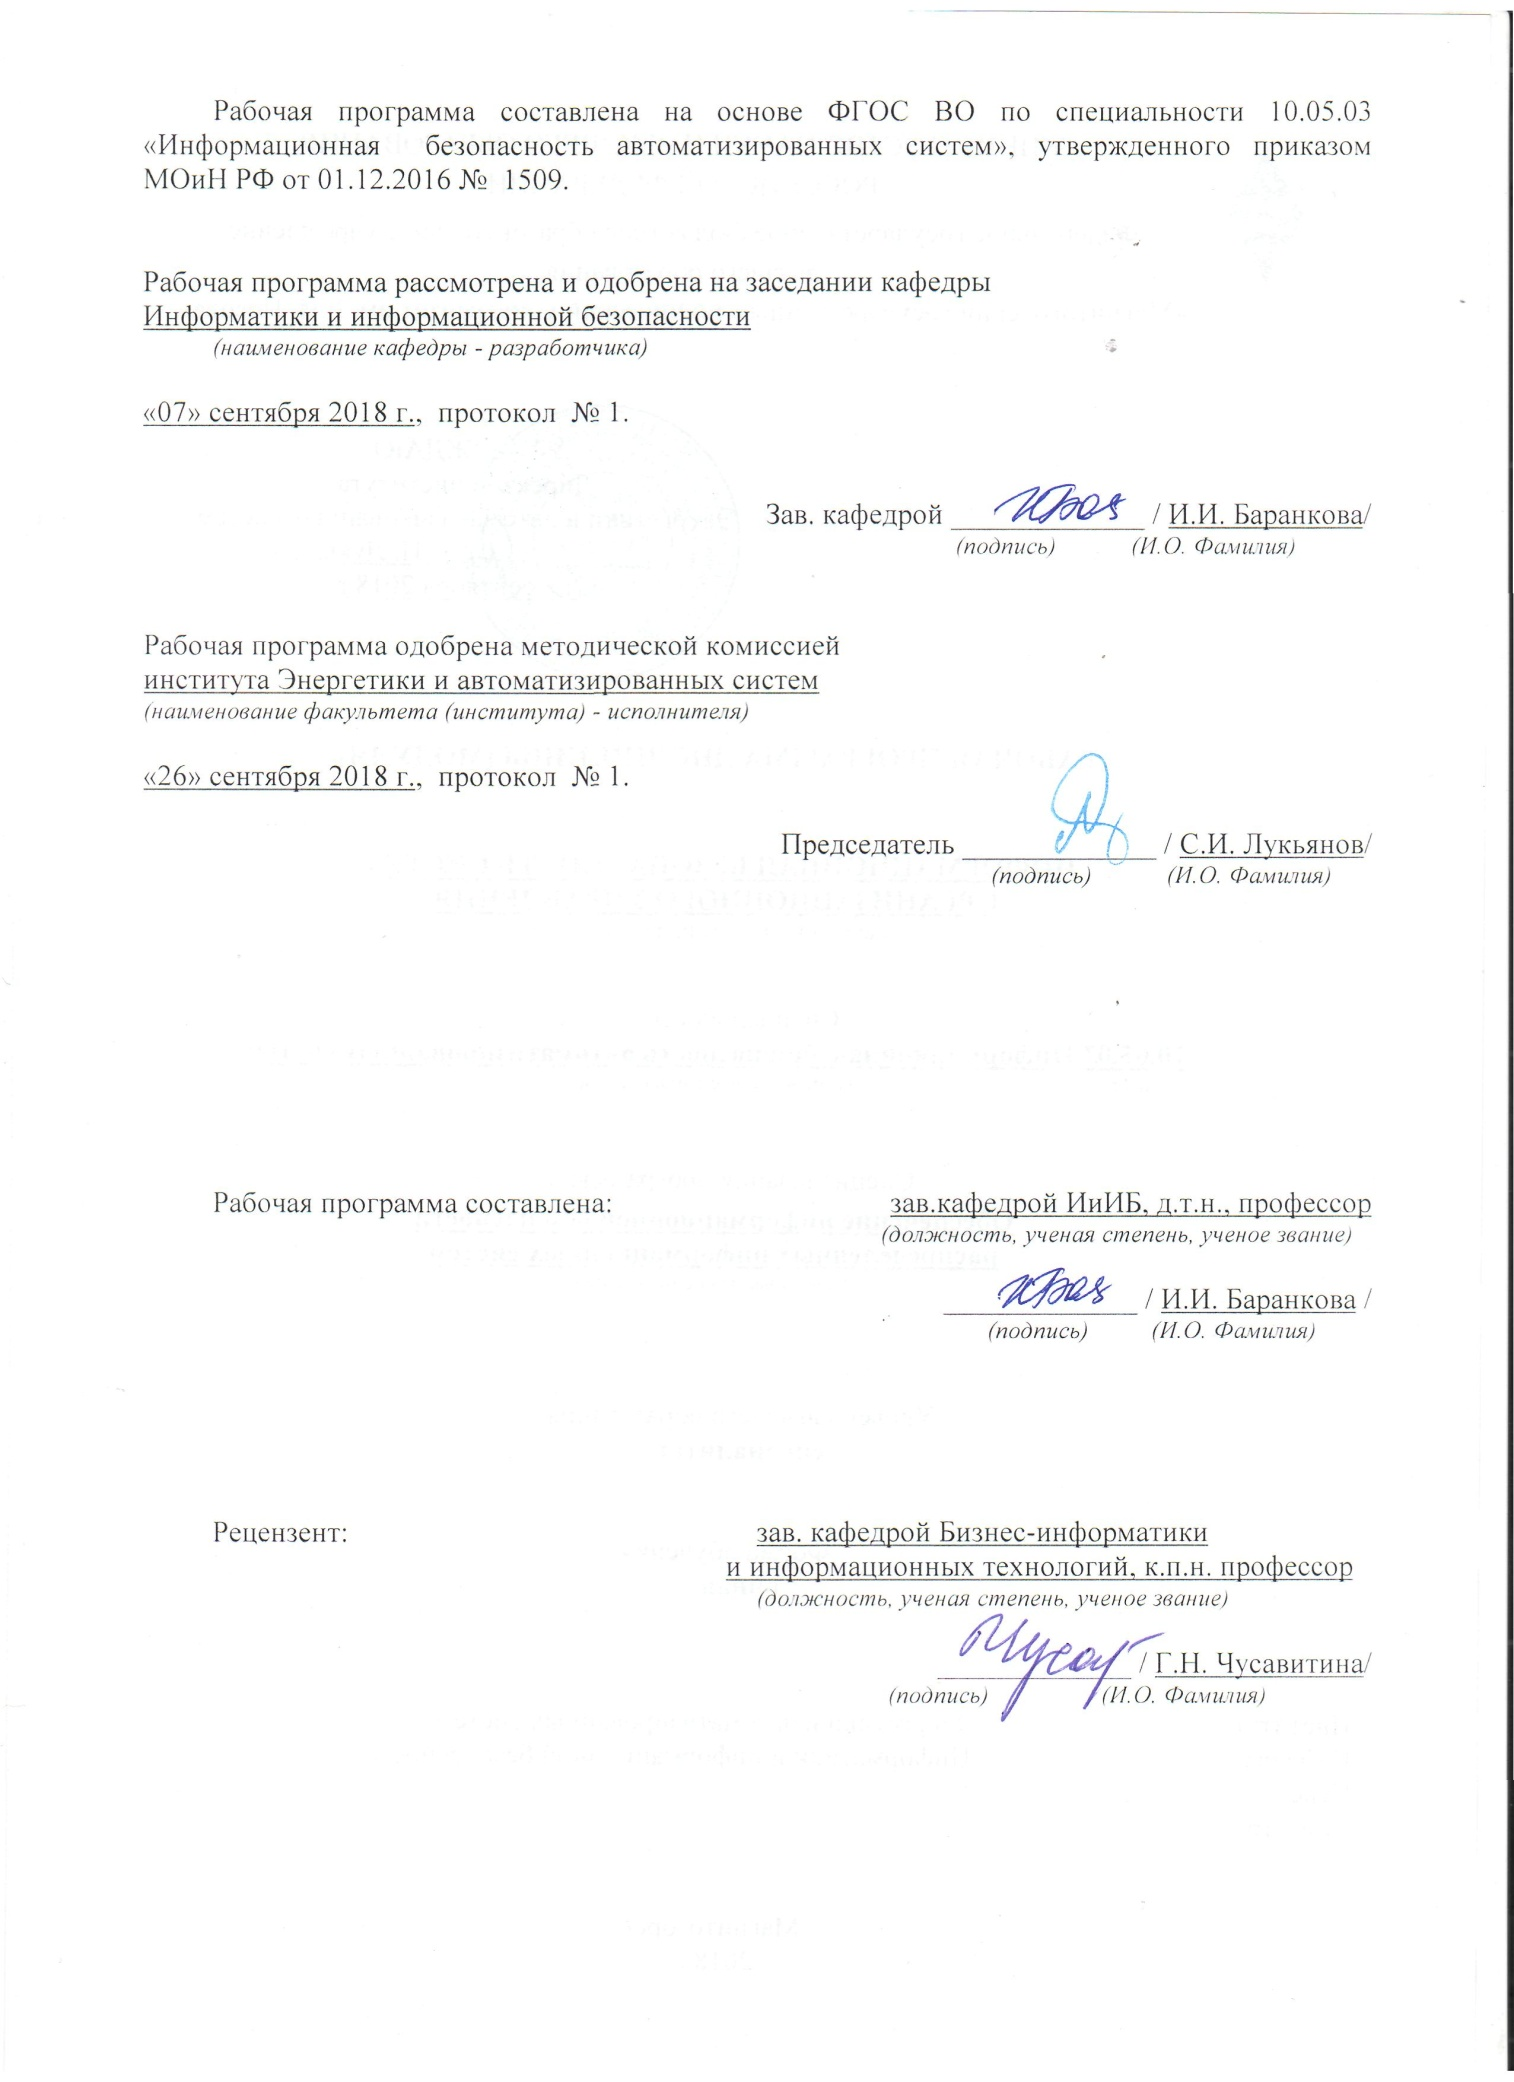 Рабочая программа составлена на основе ФГОС ВО по специальности 10.05.03
«Информационная безопасность автоматизированных систем», утвержденного приказом
МОиН РФ от 01.12.2016 № 1509.
Рабочая программа рассмотрена и одобрена на заседании кафедры
Информатики и информационной безопасности
(наименование кафедры - разработчика)
«07» сентября 2018 г., протокол № 1.
Зав. кафедрой ______________ / И.И. Баранкова/
(подпись) (И.О. Фамилия)
Рабочая программа одобрена методической комиссией
института Энергетики и автоматизированных систем
(наименование факультета (института) - исполнителя)
«26» сентября 2018 г., протокол № 1.
Председатель ______________ / С.И. Лукьянов/
(подпись) (И.О. Фамилия)
Рабочая программа составлена: зав.кафедрой ИиИБ, д.т.н., профессор
(должность, ученая степень, ученое звание)
______________ / И.И. Баранкова /
(подпись) (И.О. Фамилия)
Рецензент: зав. кафедрой Бизнес-информатики
и информационных технологий, к.п.н. профессор
(должность, ученая степень, ученое звание)
______________ / Г.Н. Чусавитина/
(подпись) (И.О. Фамилия)